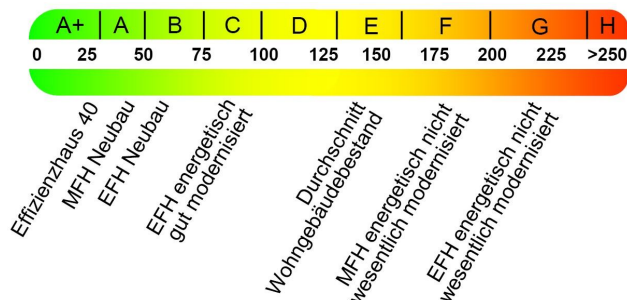 A+ A B C D E F G H
0 25 50 75 100 125 150 175 200 225 >250
Effizienzhaus 40
MFH Neubau
EFH Neubau
EFH energetisch
gut modernisiert
Durchschnitt
Wohngebäudebestand
MFH energetisch nicht
wesentlich modernisiert
EFH energetisch nicht
wesentlich modernisiert